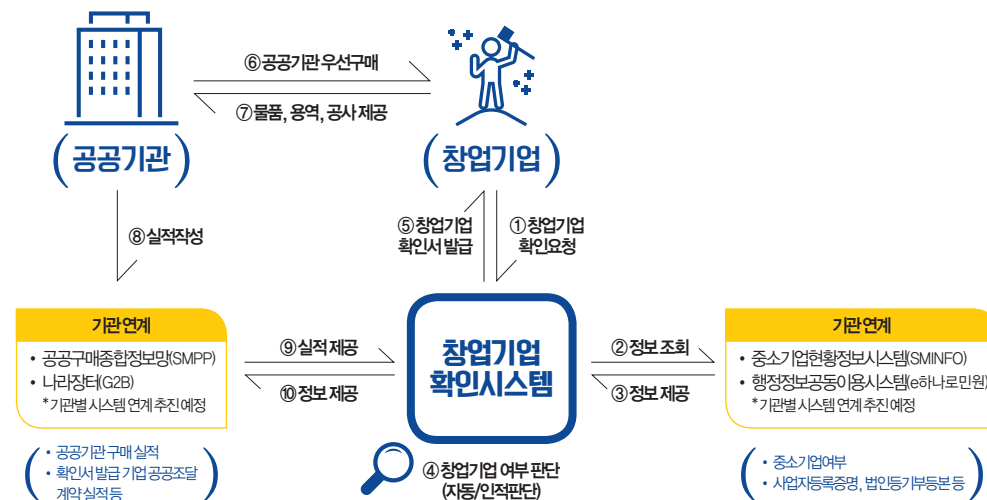 ⑥ 공공기관 우선구매
⑦ 물품, 용역, 공사 제공
(공공기관)
(창업기업)
⑧ 실적작성
⑤ 창업기업
확인서 발급
① 창업기업
확인요청
기관 연계
• 공공구매종합정보망(SMPP)
• 나라장터(G2B)
* 기관별 시스템 연계 추진 예정
• 공공기관 구매 실적
• 확인서 발급 기업 공공조달
계약 실적 등
⑨ 실적 제공
⑩ 정보 제공
창업기업
확인시스템
④ 창업기업 여부 판단
(자동/인적판단)
② 정보 조회
③ 정보 제공
기관 연계
• 중소기업현황정보시스템(SMINFO)
• 행정정보공동이용시스템(e하나로민원)
* 기관별 시스템 연계 추진 예정
• 중소기업여부
• 사업자등록증명, 법인등기부등본 등